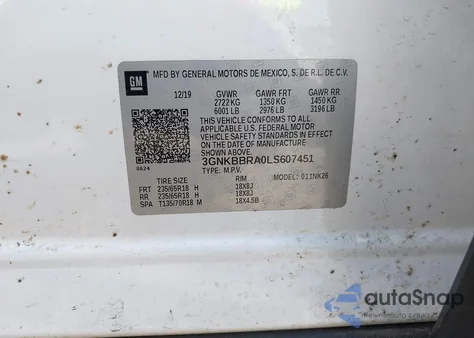 GM MFD BY GENERAL MOTORS DE MEXICO, S. DE R.L. DE C.V.
12/19 GVWR GAWR FRT GAWR RR
2722 KG 1350 KG 1450 KG
6001 LB 2976 LB 3196 LB
THIS VEHICLE CONFORMS TO ALL
APPLICABLE U.S. FEDERAL MOTOR
VEHICLE SAFETY STANDARDS IN
EFFECT ON THE DATE OF MANUFACTURE
SHOWN ABOVE.
3GNKBBRA0LS607451
3624 TYPE: M.P.V.
TIRE SIZE RIM MODEL: 011NK26
FRT 235/65R18 H 18X8J
RR 235/65R18 H 18X8J
SPA T135/70R18 M 18X4.5B
autoSnap